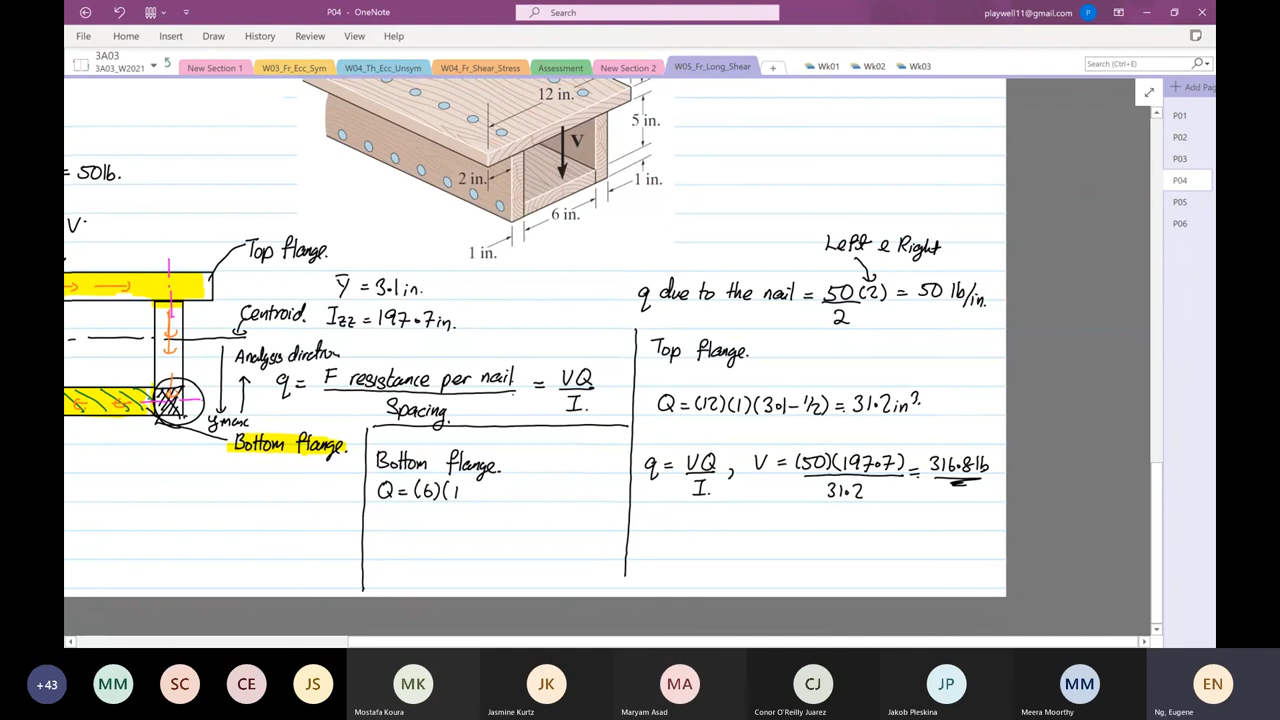 P04 - OneNote
Search
playwell11@gmail.com
P
File Home Insert Draw History Review View Help
3A03
3A03_W2021
5
New Section 1
W03_Fr_Ecc_Sym
W04_Th_Ecc_Unsym
W04_Fr_Shear_Stress
Assessment
New Section 2
W05_Fr_Long_Shear
+
Wk01
Wk02
Wk03
Search (Ctrl+E)
Add Pag
P01
P02
P03
P04
P05
P06
12 in.
5 in.
V
2 in.
1 in.
6 in.
1 in.
= 50lb.
V
Top flange.
Centroid.
Analysis direction
ymax
Bottom flange.
Ȳ = 3.1 in.
Izz = 197.7 in.
q = F resistance per nail / Spacing. = VQ / I.
Bottom flange.
Q = (6)(1
Left & Right
q due to the nail = 50(2) / 2 = 50 lb/in.
Top flange.
Q = (12)(1)(3.1 - 1/2) = 31.2 in³.
q = VQ / I. , V = (50)(197.7) / 31.2 = 316.8 lb
+43
MM
SC
CE
JS
MK
Mostafa Koura
JK
Jasmine Kurtz
MA
Maryam Asad
CJ
Conor O'Reilly Juarez
JP
Jakob Pleskina
MM
Meera Moorthy
EN
Ng, Eugene